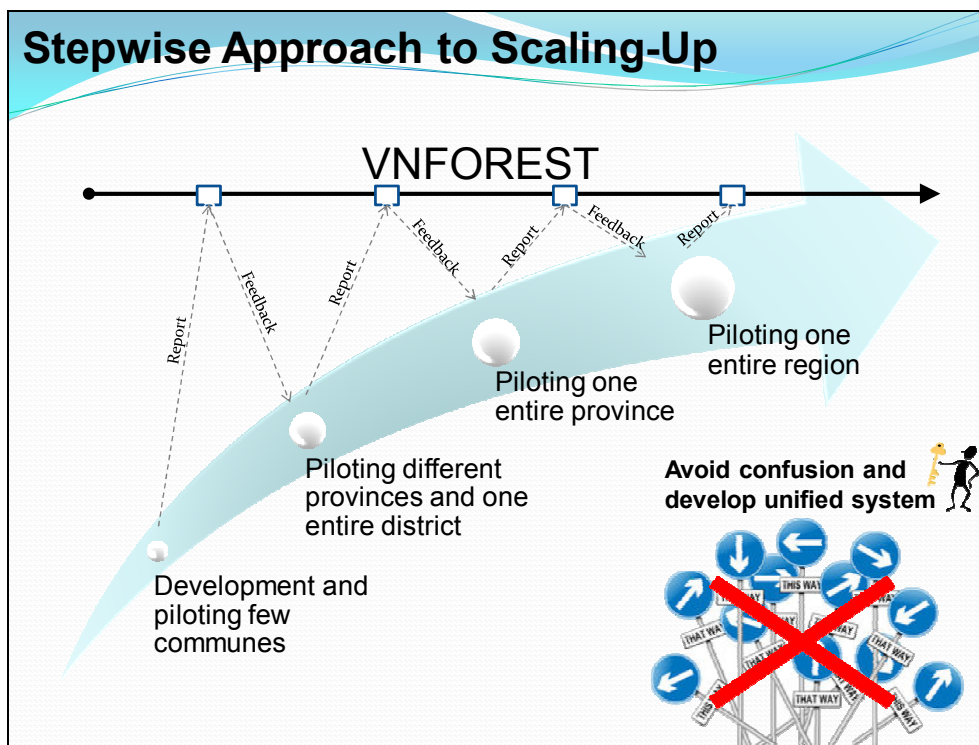 Stepwise Approach to Scaling-Up
VNFOREST
Report
Feedback
Report
Feedback
Report
Feedback
Report
Piloting one
entire region
Piloting one
entire province
Piloting different
provinces and one
entire district
Development and
piloting few
communes
Avoid confusion and
develop unified system
THIS WAY
THIS WAY
THAT WAY
THAT WAY
THAT WAY
THAT WAY